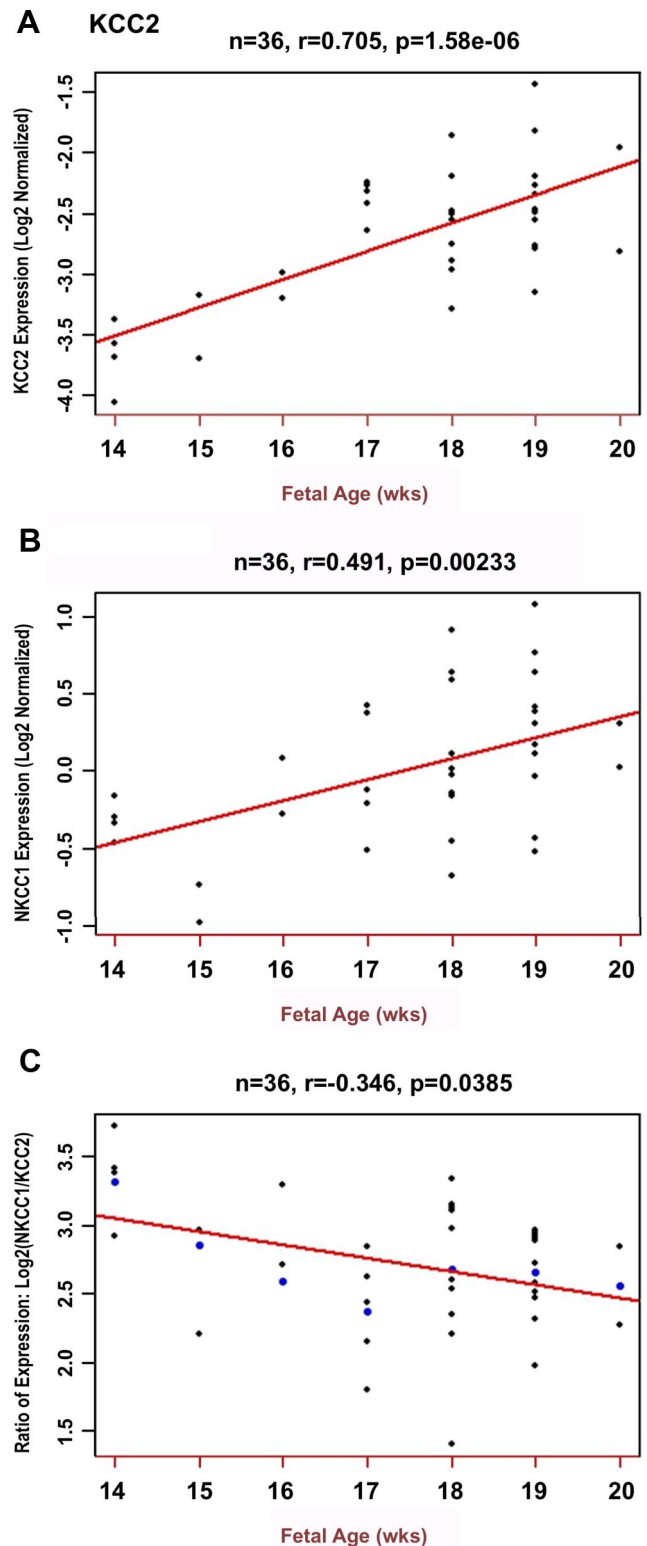 A KCC2
n=36, r=0.705, p=1.58e-06
KCC2 Expression (Log2 Normalized)
-1.5
-2.0
-2.5
-3.0
-3.5
-4.0
14 15 16 17 18 19 20
Fetal Age (wks)
B
n=36, r=0.491, p=0.00233
NKCC1 Expression (Log2 Normalized)
1.0
0.5
0.0
-0.5
-1.0
14 15 16 17 18 19 20
Fetal Age (wks)
C
n=36, r=-0.346, p=0.0385
Ratio of Expression: Log2(NKCC1/KCC2)
3.5
3.0
2.5
2.0
1.5
14 15 16 17 18 19 20
Fetal Age (wks)